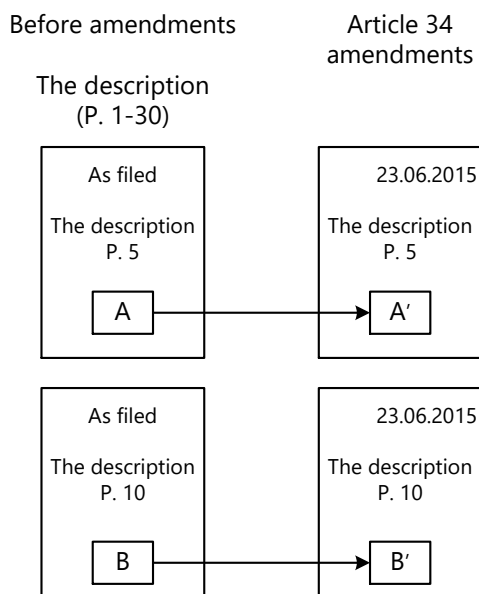 Before amendments
Article 34
amendments
The description
(P. 1-30)
As filed
The description
P. 5
A
23.06.2015
The description
P. 5
A’
As filed
The description
P. 10
B
23.06.2015
The description
P. 10
B’